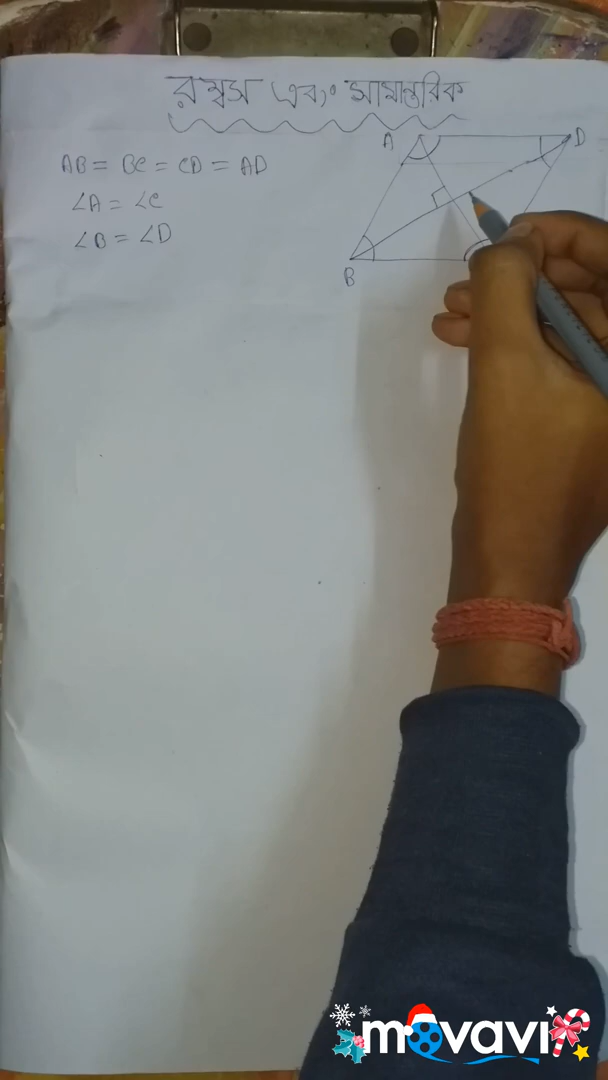 রম্বস এবং সামান্তরিক
AB = BC = CD = AD
∠A = ∠C
∠B = ∠D
A
D
B
movavi